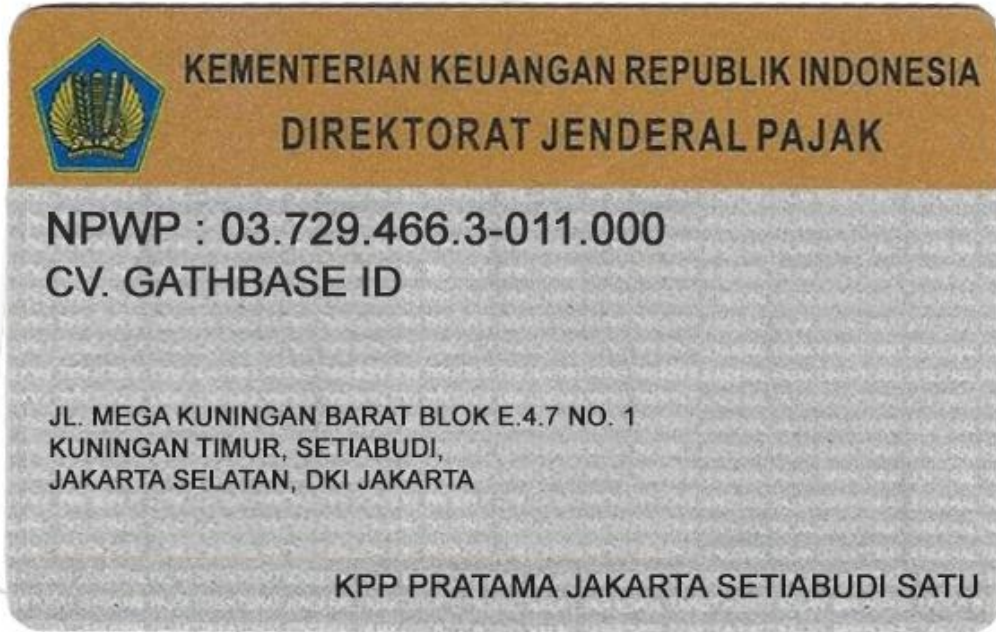 KEMENTERIAN KEUANGAN REPUBLIK INDONESIA
DIREKTORAT JENDERAL PAJAK
NPWP : 03.729.466.3-011.000
CV. GATHBASE ID
JL. MEGA KUNINGAN BARAT BLOK E.4.7 NO. 1
KUNINGAN TIMUR, SETIABUDI,
JAKARTA SELATAN, DKI JAKARTA
KPP PRATAMA JAKARTA SETIABUDI SATU